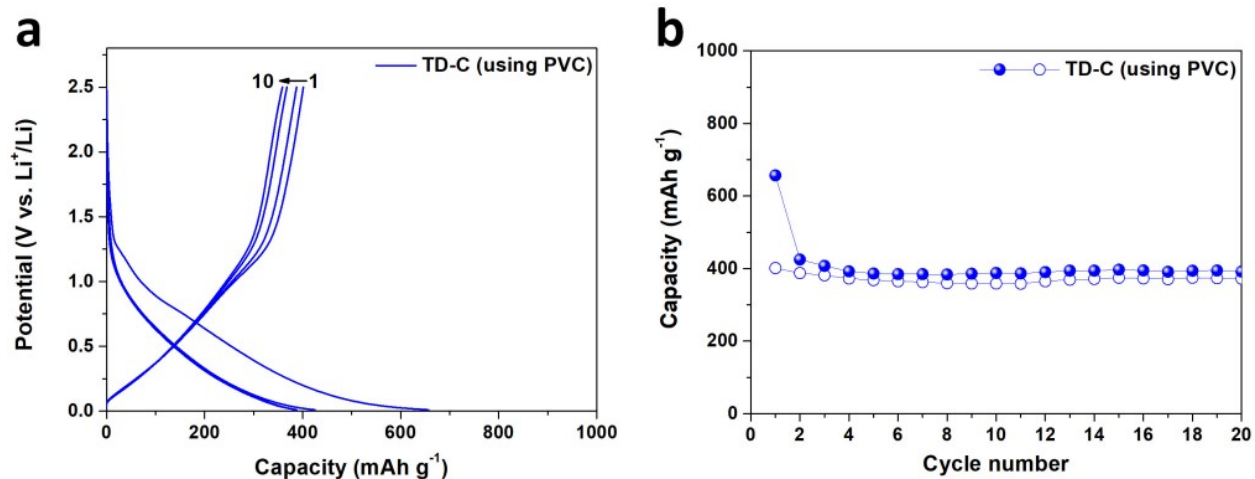 a
TD-C (using PVC)
10 ← 1
2.5
2.0
1.5
1.0
0.5
0.0
Potential (V vs. Li⁺/Li)
0 200 400 600 800 1000
Capacity (mAh g⁻¹)
b
TD-C (using PVC)
1000
800
600
400
200
0
Capacity (mAh g⁻¹)
0 2 4 6 8 10 12 14 16 18 20
Cycle number